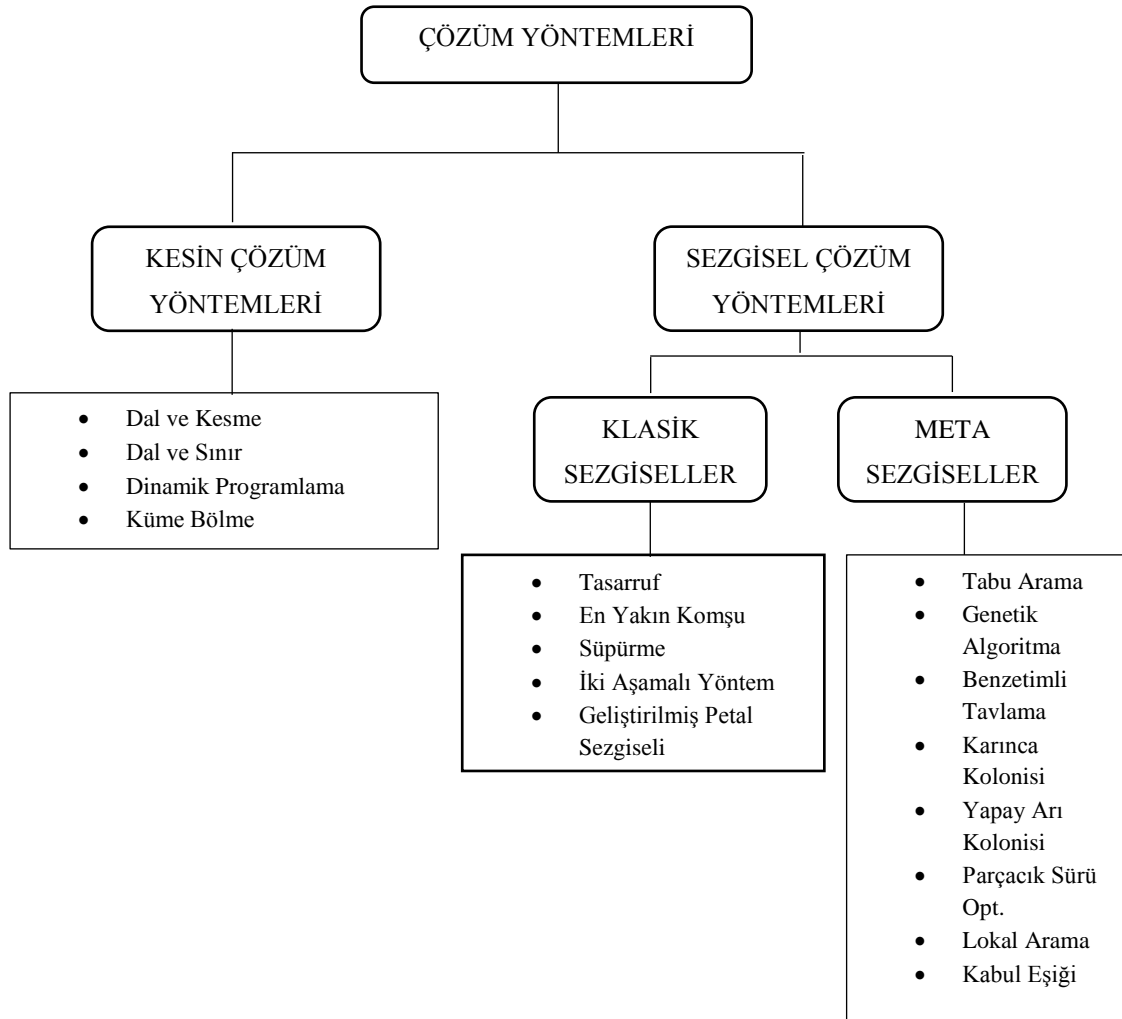 ÇÖZÜM YÖNTEMLERİ
KESİN ÇÖZÜM
YÖNTEMLERİ
SEZGİSEL ÇÖZÜM
YÖNTEMLERİ
• Dal ve Kesme
• Dal ve Sınır
• Dinamik Programlama
• Küme Bölme
KLASİK
SEZGİSELLER
META
SEZGİSELLER
• Tasarruf
• En Yakın Komşu
• Süpürme
• İki Aşamalı Yöntem
• Geliştirilmiş Petal
Sezgiseli
• Tabu Arama
• Genetik
Algoritma
• Benzetimli
Tavlama
• Karınca
Kolonisi
• Yapay Arı
Kolonisi
• Parçacık Sürü
Opt.
• Lokal Arama
• Kabul Eşiği